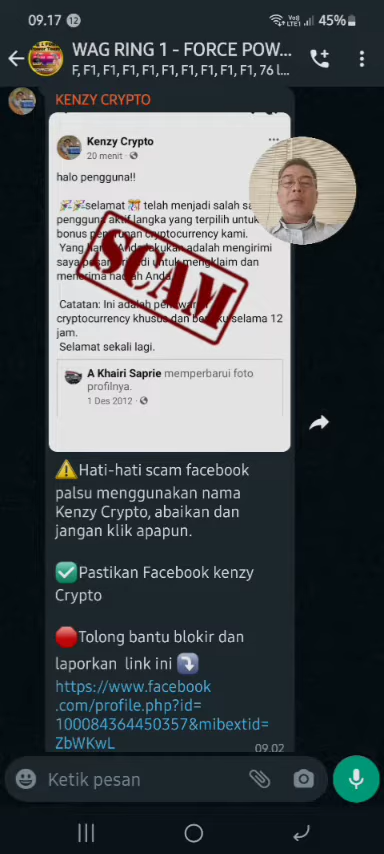 09.17 12 VoLTE1 45%
WAG RING 1 - FORCE POW...
F, F1, F1, F1, F1, F1, F1, F1, F1, 76 l...
KENZY CRYPTO
Kenzy Crypto
20 menit
halo pengguna!!
selamat telah menjadi salah
pengguna aktif langka yang terpilih untuk
bonus cryptocurrency kami.
Yang Anda lakukan adalah mengirimi
saya untuk mengklaim dan
menerima hadiah Anda
SCAM
Catatan: Ini adalah
cryptocurrency khusus dan selama 12
jam.
Selamat sekali lagi.
A Khairi Saprie memperbarui foto
profilnya.
1 Des 2012
Hati-hati scam facebook
palsu menggunakan nama
Kenzy Crypto, abaikan dan
jangan klik apapun.
Pastikan Facebook kenzy
Crypto
Tolong bantu blokir dan
laporkan link ini
https://www.facebook
.com/profile.php?id=
100084364450357&mibextid=
ZbWKwL
09.02
Ketik pesan